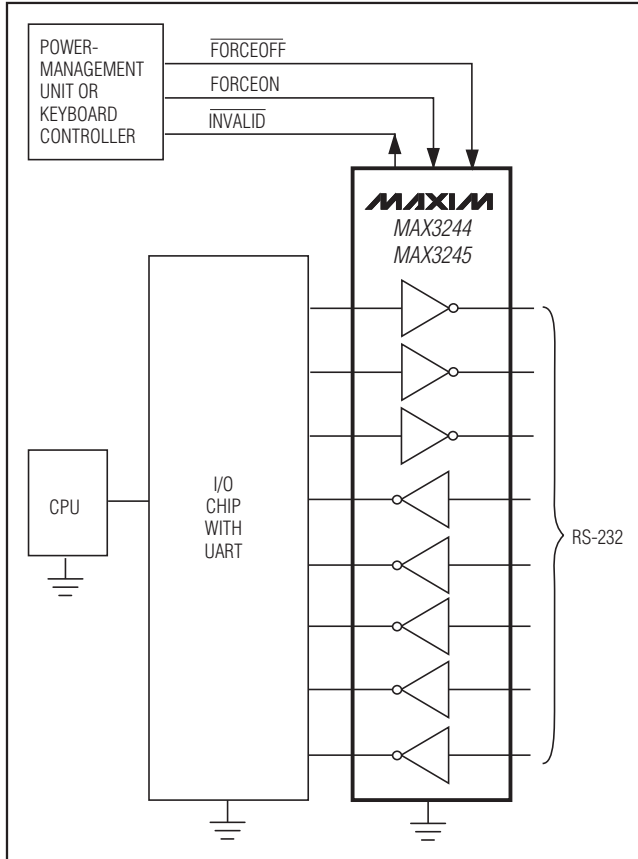 POWER-
MANAGEMENT
UNIT OR
KEYBOARD
CONTROLLER
FORCEOFF
FORCEON
INVALID
MAXIM
MAX3244
MAX3245
CPU
I/O
CHIP
WITH
UART
RS-232